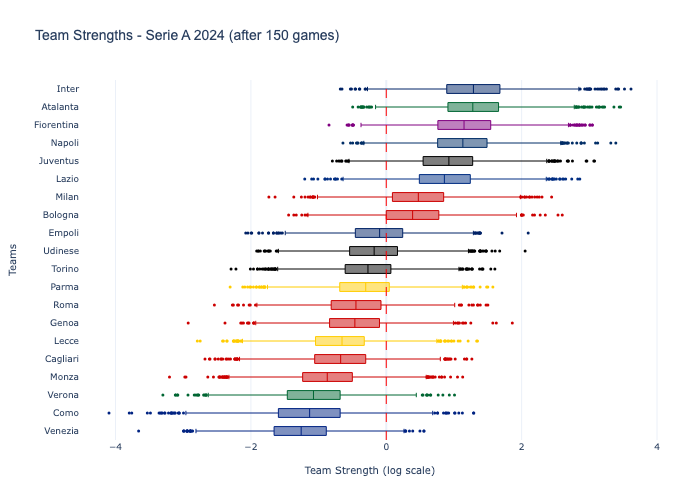 Team Strengths - Serie A 2024 (after 150 games)
Inter
Atalanta
Fiorentina
Napoli
Juventus
Lazio
Milan
Bologna
Empoli
Udinese
Torino
Parma
Roma
Genoa
Lecce
Cagliari
Monza
Verona
Como
Venezia
Teams
−4 −2 0 2 4
Team Strength (log scale)